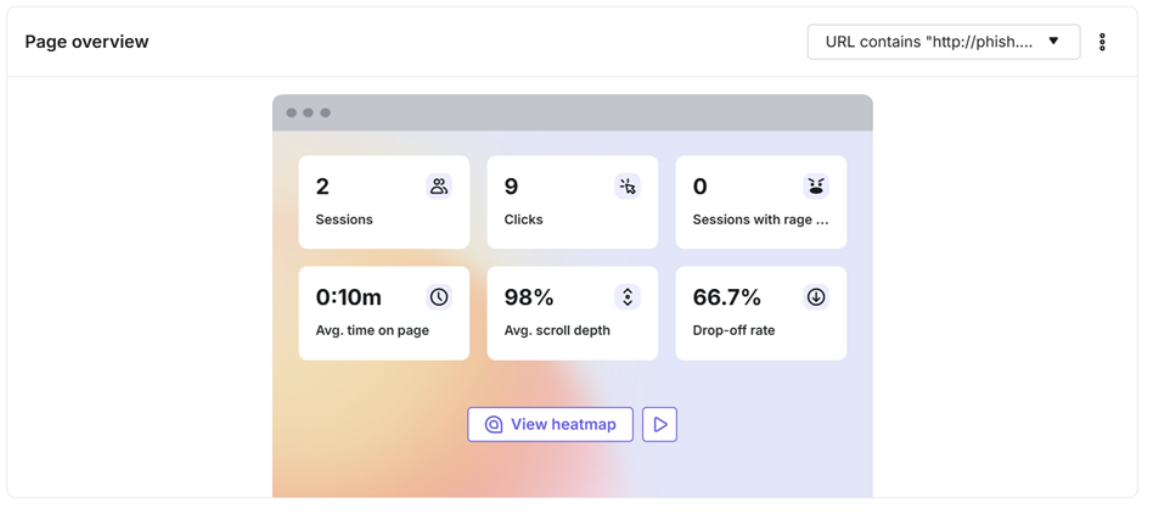 Page overview
URL contains "http://phish....
2
Sessions
9
Clicks
0
Sessions with rage ...
0:10m
Avg. time on page
98%
Avg. scroll depth
66.7%
Drop-off rate
View heatmap